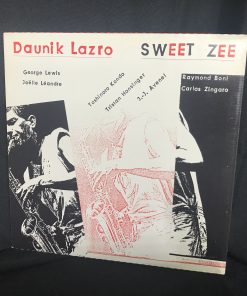 Daunik Lazro SWEET ZEE
George Lewis
Joëlle Léandre
Toshinori Kondo
Tristan Honsinger
J.-J. Avenel
Raymond Boni
Carlos Zingaro